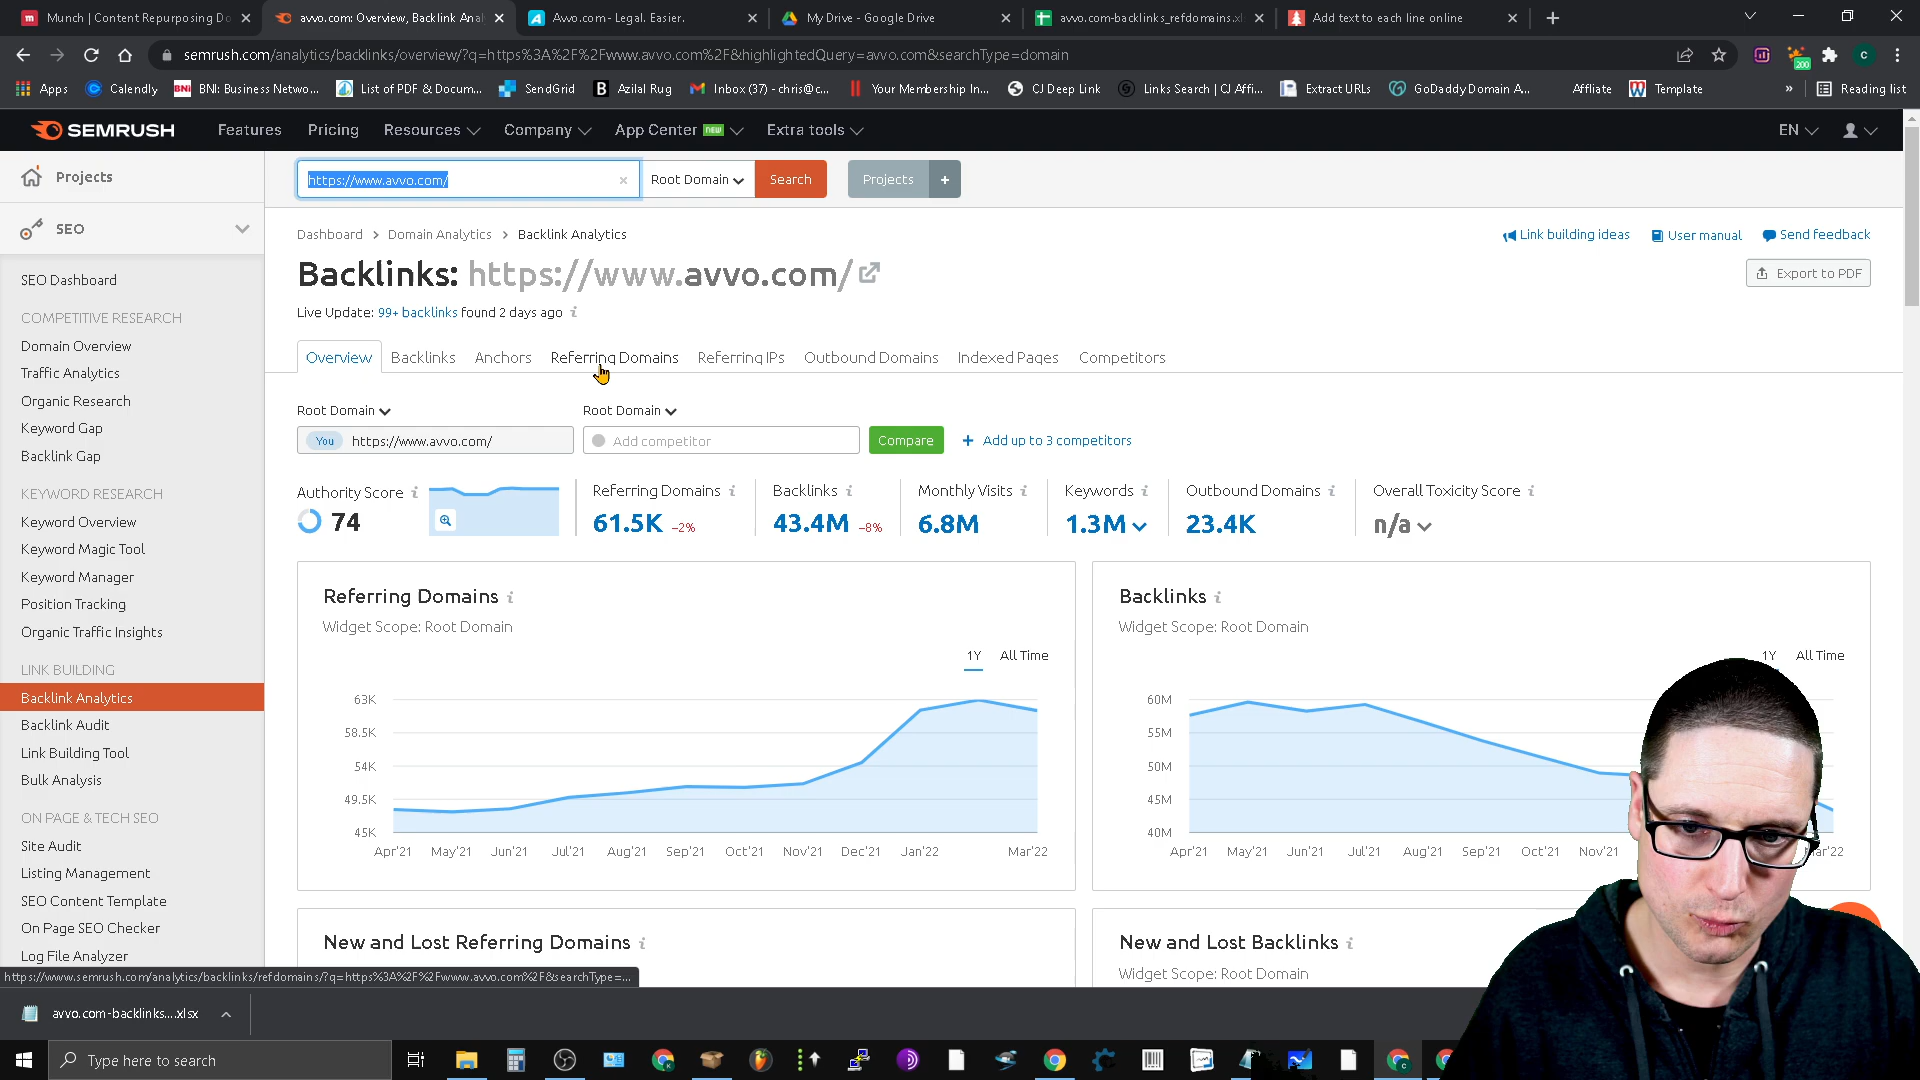 Munch | Content Repurposing Do
avvo.com: Overview, Backlink Anal
Avvo.com - Legal. Easier.
My Drive - Google Drive
avvo.com-backlinks_refdomains.xl
Add text to each line online
semrush.com/analytics/backlinks/overview/?q=https%3A%2F%2Fwww.avvo.com%2F&highlightedQuery=avvo.com&searchType=domain
Apps
Calendly
BNI: Business Netwo...
List of PDF & Docum...
SendGrid
Azilal Rug
Inbox (37) - chris@c...
Your Membership In...
CJ Deep Link
Links Search | CJ Affi...
Extract URLs
GoDaddy Domain A...
Affliate
Template
»
Reading list
SEMRUSH
Features
Pricing
Resources
Company
App Center NEW
Extra tools
EN
Projects
SEO
SEO Dashboard
COMPETITIVE RESEARCH
Domain Overview
Traffic Analytics
Organic Research
Keyword Gap
Backlink Gap
KEYWORD RESEARCH
Keyword Overview
Keyword Magic Tool
Keyword Manager
Position Tracking
Organic Traffic Insights
LINK BUILDING
Backlink Analytics
Backlink Audit
Link Building Tool
Bulk Analysis
ON PAGE & TECH SEO
Site Audit
Listing Management
SEO Content Template
On Page SEO Checker
Log File Analyzer
https://www.avvo.com/
Root Domain
Search
Projects +
Dashboard > Domain Analytics > Backlink Analytics
Link building ideas
User manual
Send feedback
Backlinks: https://www.avvo.com/
Export to PDF
Live Update: 99+ backlinks found 2 days ago
Overview
Backlinks
Anchors
Referring Domains
Referring IPs
Outbound Domains
Indexed Pages
Competitors
Root Domain
Root Domain
You https://www.avvo.com/
Add competitor
Compare
+ Add up to 3 competitors
Authority Score
74
Referring Domains
61.5K -2%
Backlinks
43.4M -8%
Monthly Visits
6.8M
Keywords
1.3M
Outbound Domains
23.4K
Overall Toxicity Score
n/a
Referring Domains
Widget Scope: Root Domain
1Y All Time
63K
58.5K
54K
49.5K
45K
Apr'21 May'21 Jun'21 Jul'21 Aug'21 Sep'21 Oct'21 Nov'21 Dec'21 Jan'22 Mar'22
Backlinks
Widget Scope: Root Domain
1Y All Time
60M
55M
50M
45M
40M
Apr'21 May'21 Jun'21 Jul'21 Aug'21 Sep'21 Oct'21 Nov'21 Mar'22
New and Lost Referring Domains
New and Lost Backlinks
Widget Scope: Root Domain
https://www.semrush.com/analytics/backlinks/refdomains/?q=https%3A%2F%2Fwww.avvo.com%2F&searchType=...
avvo.com-backlinks....xlsx
Type here to search